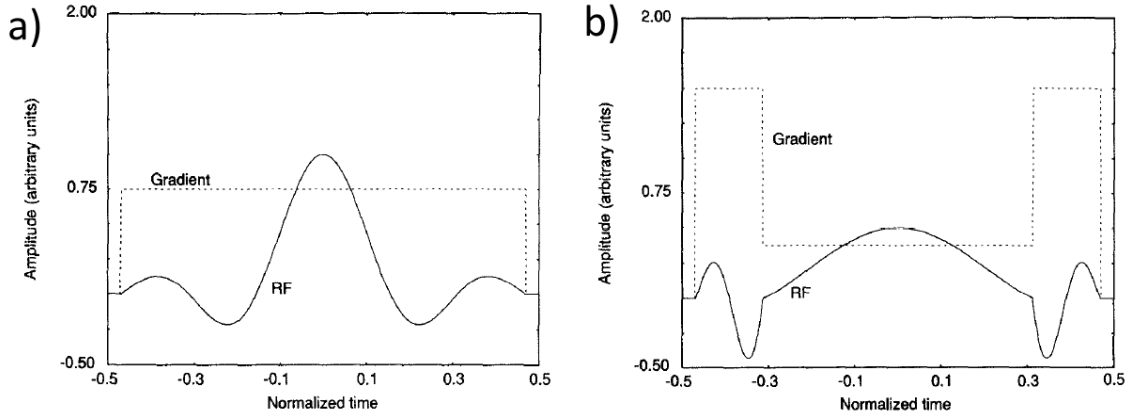 a)
2.00
0.75
-0.50
Amplitude (arbitrary units)
Gradient
RF
-0.5 -0.3 -0.1 0.1 0.3 0.5
Normalized time
b)
2.00
0.75
-0.50
Amplitude (arbitrary units)
Gradient
RF
-0.5 -0.3 -0.1 0.1 0.3 0.5
Normalized time